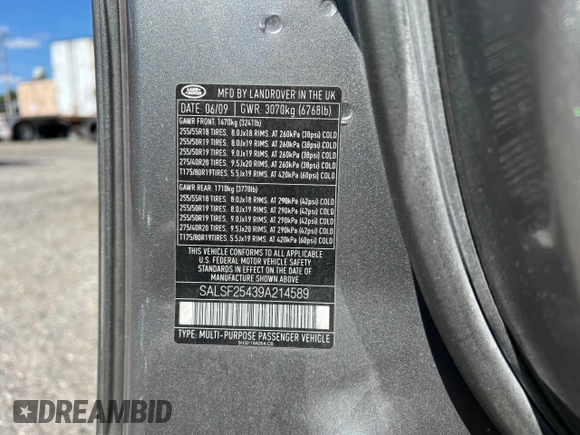 LAND ROVER
MFD BY LANDROVER IN THE UK
DATE: 06/09 GWR: 3070kg (6768lb)
GAWR FRONT: 1470kg (3241lb)
255/55R18 TIRES, 8.0Jx18 RIMS. AT 260kPa (38psi) COLD
255/50R19 TIRES, 8.0Jx19 RIMS. AT 260kPa (38psi) COLD
255/50R19 TIRES, 9.0Jx19 RIMS. AT 260kPa (38psi) COLD
275/40R20 TIRES, 9.5Jx20 RIMS. AT 260kPa (38psi) COLD
T175/80R19TIRES. 5.5Jx19 RIMS. AT 420kPa (60psi) COLD
GAWR REAR: 1710kg (3770lb)
255/55R18 TIRES, 8.0Jx18 RIMS. AT 290kPa (42psi) COLD
255/50R19 TIRES, 8.0Jx19 RIMS. AT 290kPa (42psi) COLD
255/50R19 TIRES, 9.0Jx19 RIMS. AT 290kPa (42psi) COLD
275/40R20 TIRES, 9.5Jx20 RIMS. AT 290kPa (42psi) COLD
T175/80R19TIRES. 5.5Jx19 RIMS. AT 420kPa (60psi) COLD
THIS VEHICLE CONFORMS TO ALL APPLICABLE
U.S. FEDERAL MOTOR VEHICLE SAFETY
STANDARDS IN EFFECT ON THE DATE OF
MANUFACTURE SHOWN ABOVE
SALSF25439A214589
TYPE: MULTI-PURPOSE PASSENGER VEHICLE
DREAMBID